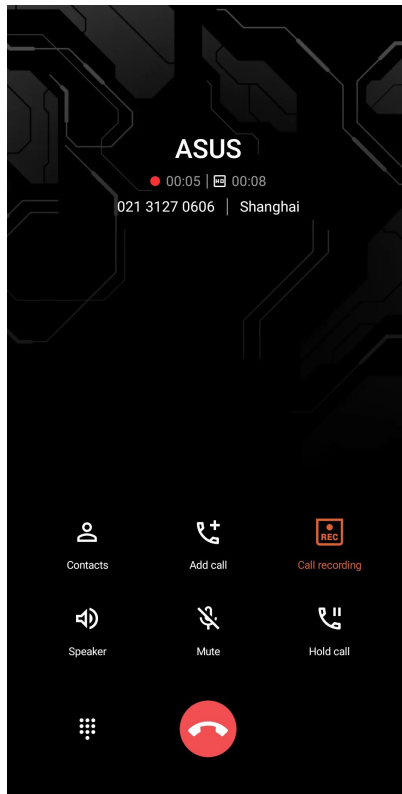 ASUS
00:05 | HD 00:08
021 3127 0606 | Shanghai
Contacts Add call REC Call recording
Speaker Mute Hold call